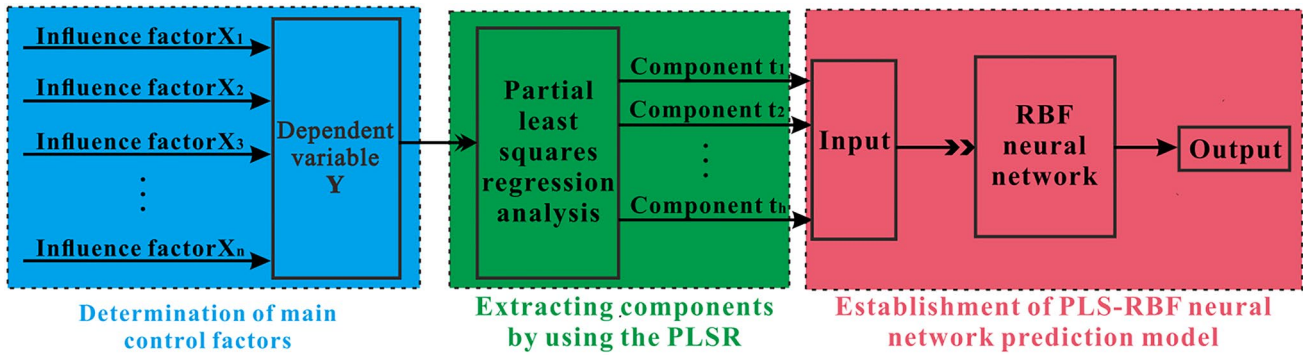 Influence factorX1
Influence factorX2
Influence factorX3
Influence factorXn
Dependent
variable
Y
Determination of main
control factors
Partial
least
squares
regression
analysis
Component t1
Component t2
Component th
Extracting components
by using the PLSR
Input
RBF
neural
network
Output
Establishment of PLS-RBF neural
network prediction model